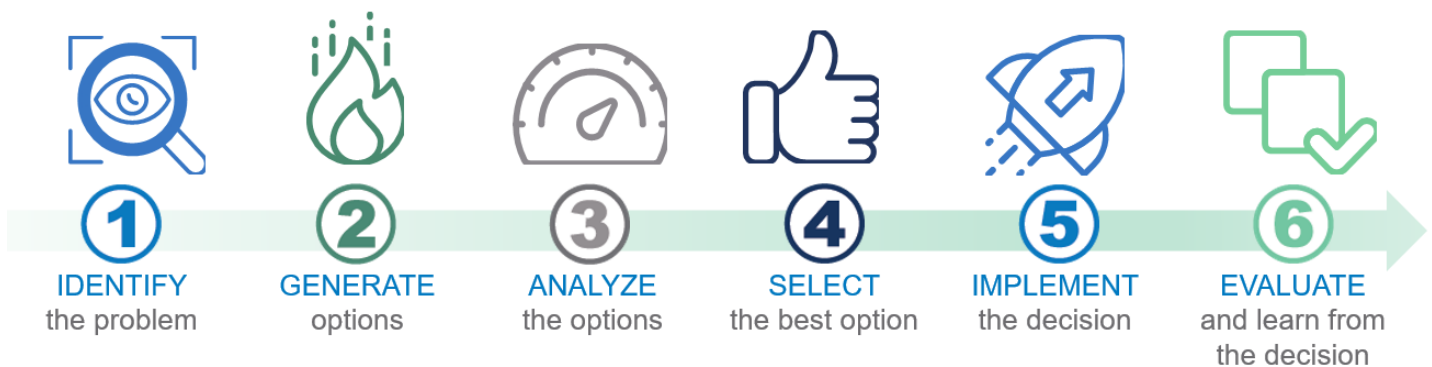 1
IDENTIFY
the problem
2
GENERATE
options
3
ANALYZE
the options
4
SELECT
the best option
5
IMPLEMENT
the decision
6
EVALUATE
and learn from
the decision